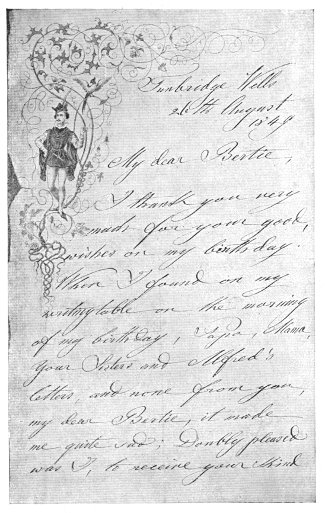 Tunbridge Wells
26th August
1849
My dear Bertie,
I thank you very
much for your good,
wishes on my birthday.
When I found on my
writingtable on the morning
of my birthday, Papa, Mama,
your Sisters and Alfred's
letters, and none from you,
my dear Bertie, it made
me quite sad; Doubly pleased
was I, to receive your kind